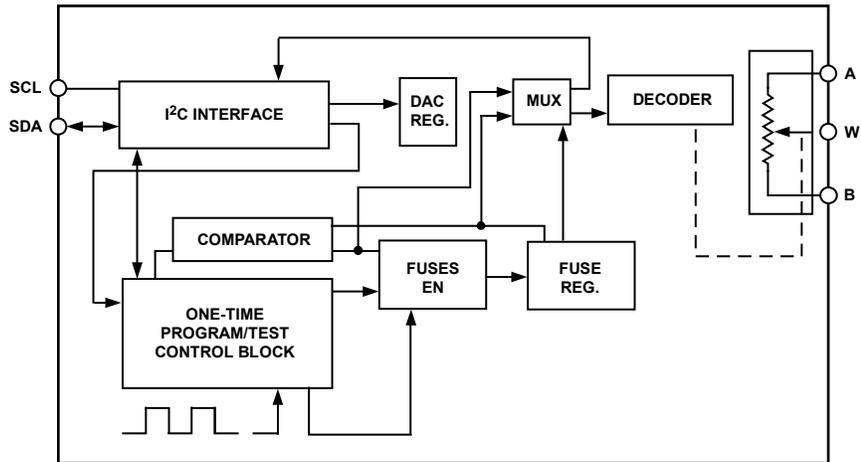 SCL
SDA
I²C INTERFACE
DAC
REG.
MUX
DECODER
A
W
B
COMPARATOR
FUSES
EN
FUSE
REG.
ONE-TIME
PROGRAM/TEST
CONTROL BLOCK